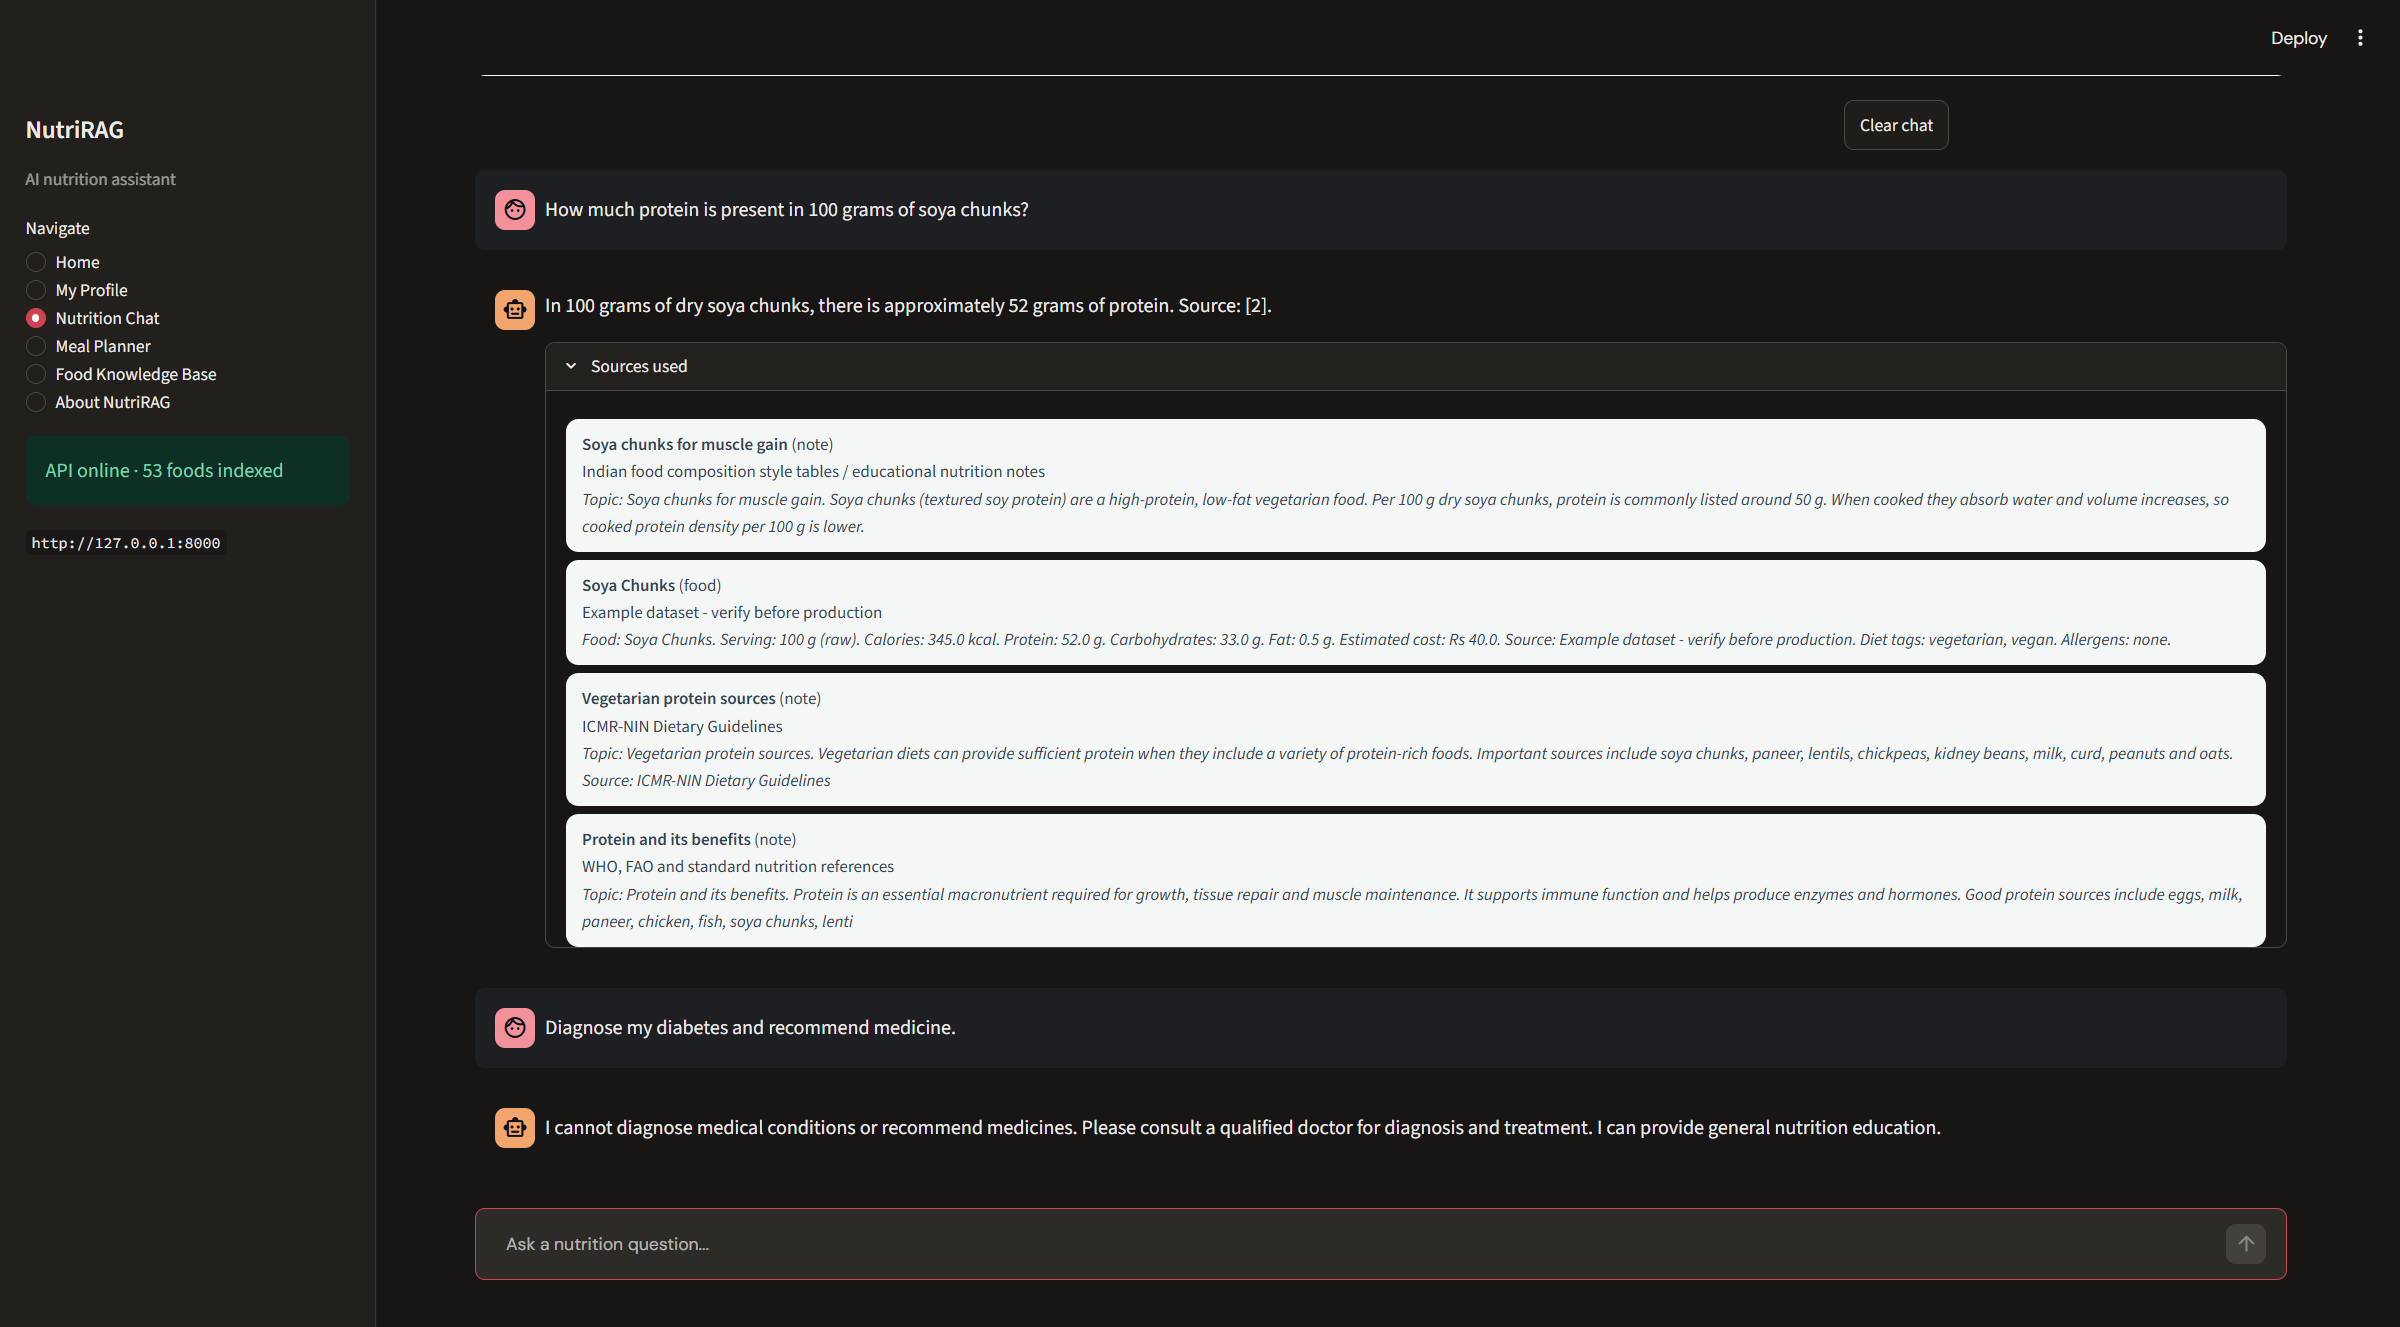 Deploy
NutriRAG
AI nutrition assistant
Navigate
Home
My Profile
Nutrition Chat
Meal Planner
Food Knowledge Base
About NutriRAG
API online · 53 foods indexed
http://127.0.0.1:8000
Clear chat
How much protein is present in 100 grams of soya chunks?
In 100 grams of dry soya chunks, there is approximately 52 grams of protein. Source: [2].
Sources used
Soya chunks for muscle gain (note)
Indian food composition style tables / educational nutrition notes
Topic: Soya chunks for muscle gain. Soya chunks (textured soy protein) are a high-protein, low-fat vegetarian food. Per 100 g dry soya chunks, protein is commonly listed around 50 g. When cooked they absorb water and volume increases, so
cooked protein density per 100 g is lower.
Soya Chunks (food)
Example dataset - verify before production
Food: Soya Chunks. Serving: 100 g (raw). Calories: 345.0 kcal. Protein: 52.0 g. Carbohydrates: 33.0 g. Fat: 0.5 g. Estimated cost: Rs 40.0. Source: Example dataset - verify before production. Diet tags: vegetarian, vegan. Allergens: none.
Vegetarian protein sources (note)
ICMR-NIN Dietary Guidelines
Topic: Vegetarian protein sources. Vegetarian diets can provide sufficient protein when they include a variety of protein-rich foods. Important sources include soya chunks, paneer, lentils, chickpeas, kidney beans, milk, curd, peanuts and oats.
Source: ICMR-NIN Dietary Guidelines
Protein and its benefits (note)
WHO, FAO and standard nutrition references
Topic: Protein and its benefits. Protein is an essential macronutrient required for growth, tissue repair and muscle maintenance. It supports immune function and helps produce enzymes and hormones. Good protein sources include eggs, milk,
paneer, chicken, fish, soya chunks, lenti
Diagnose my diabetes and recommend medicine.
I cannot diagnose medical conditions or recommend medicines. Please consult a qualified doctor for diagnosis and treatment. I can provide general nutrition education.
Ask a nutrition question...